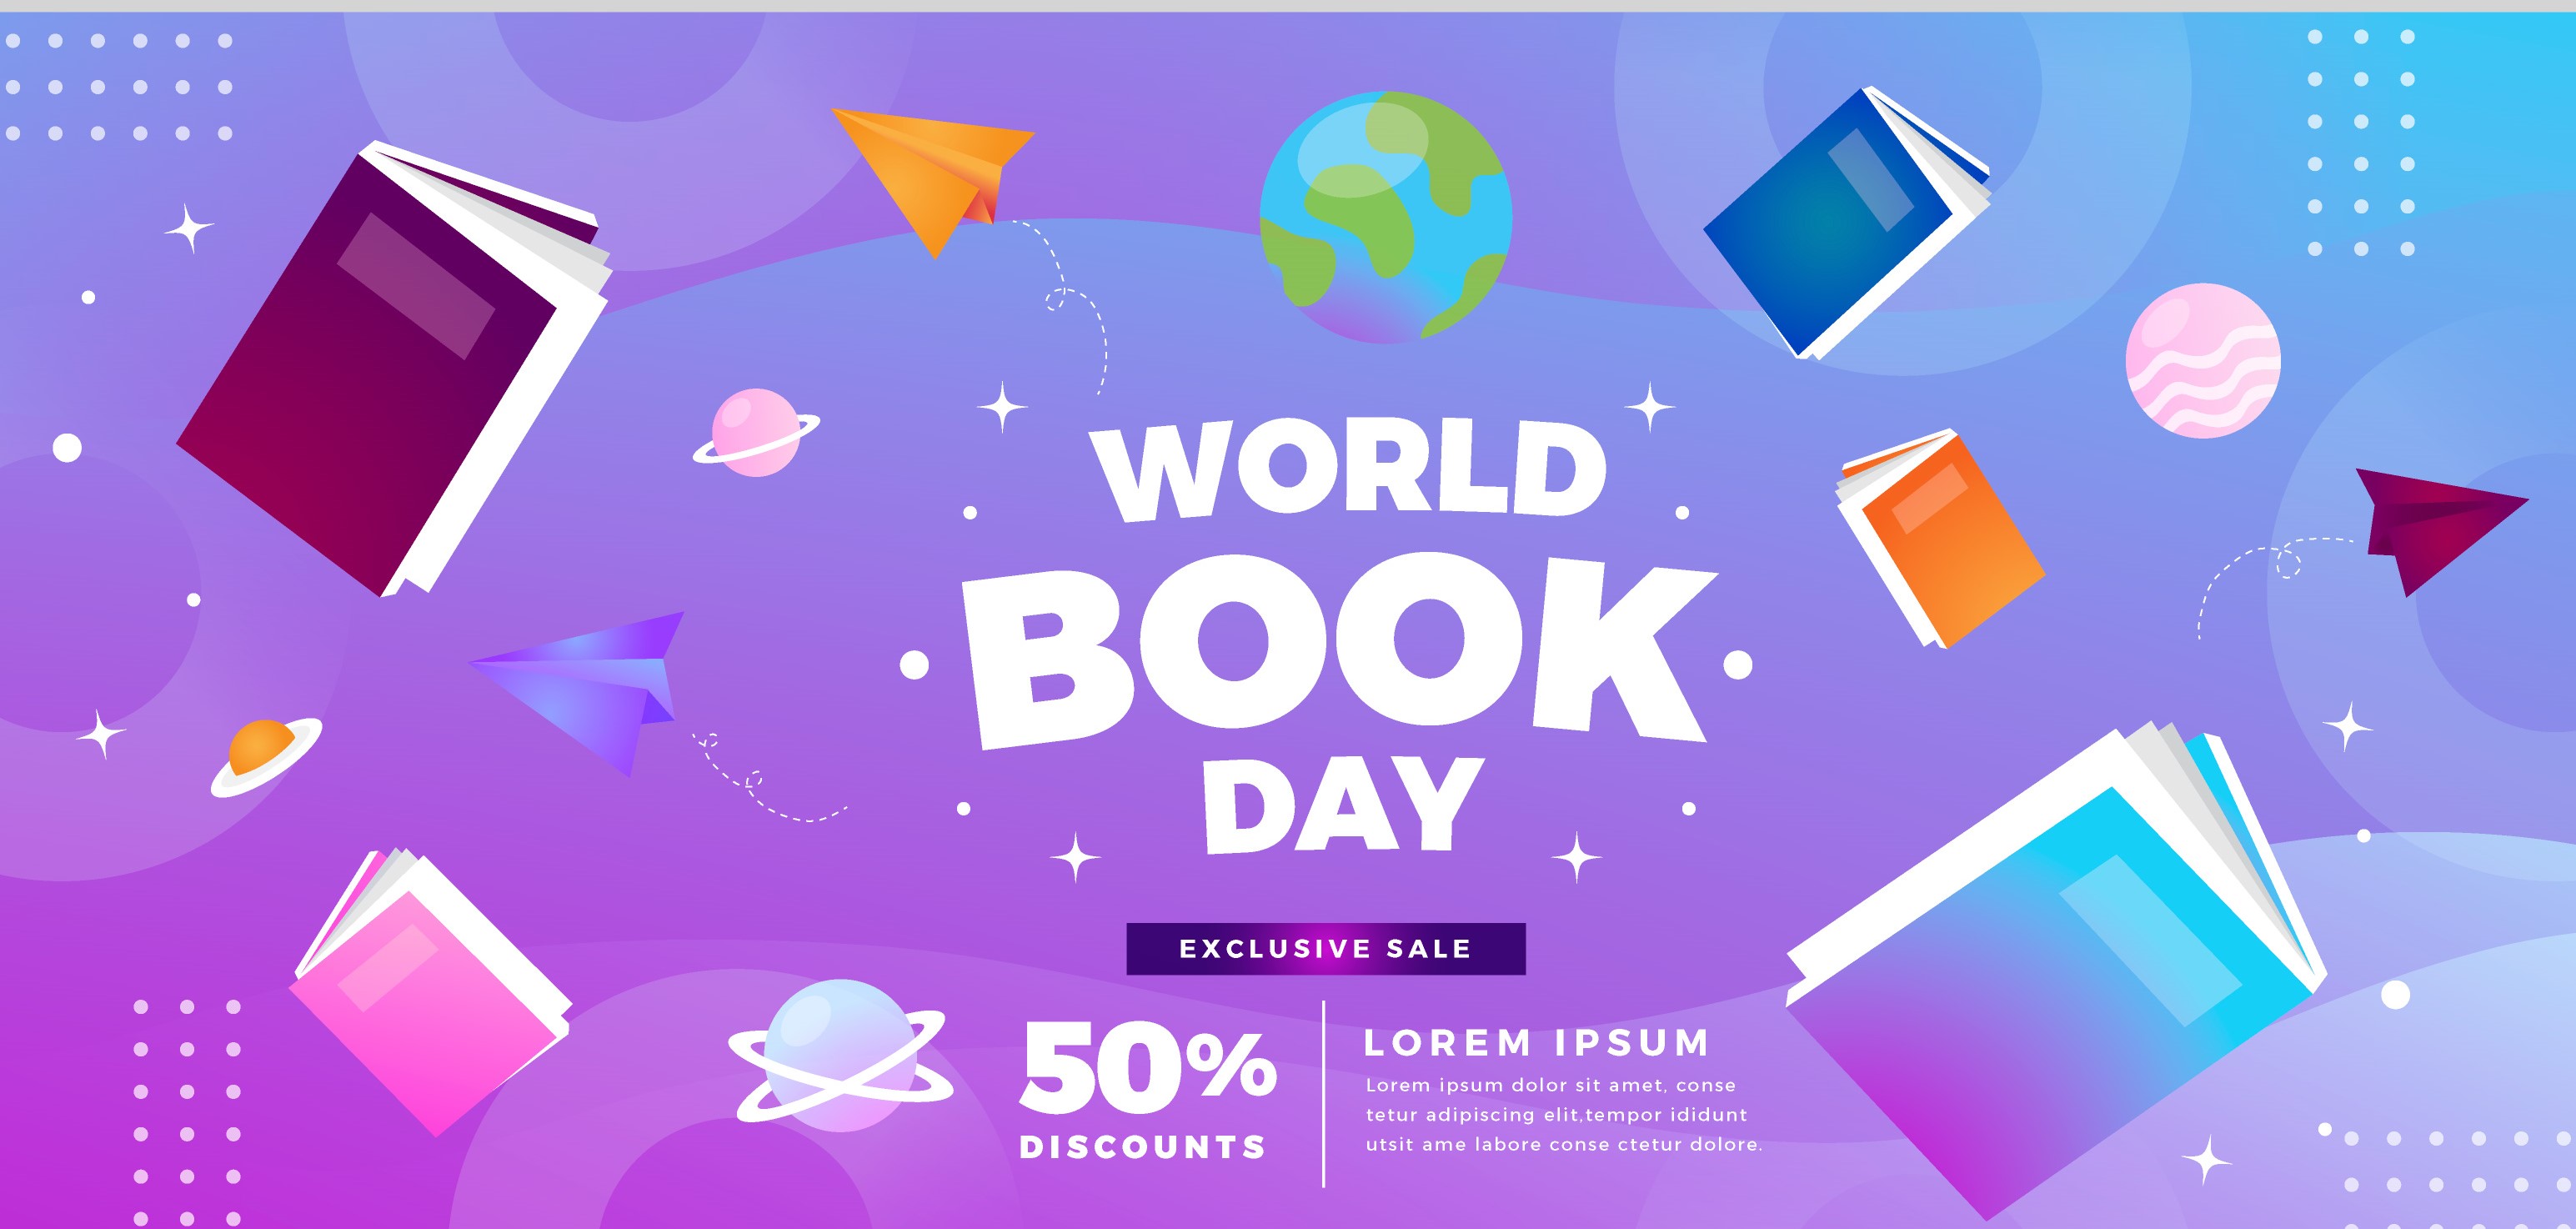 WORLD
BOOK
DAY
EXCLUSIVE SALE
50%
DISCOUNTS
LOREM IPSUM
Lorem ipsum dolor sit amet, conse
tetur adipiscing elit,tempor ididunt
utsit ame labore conse ctetur dolore.